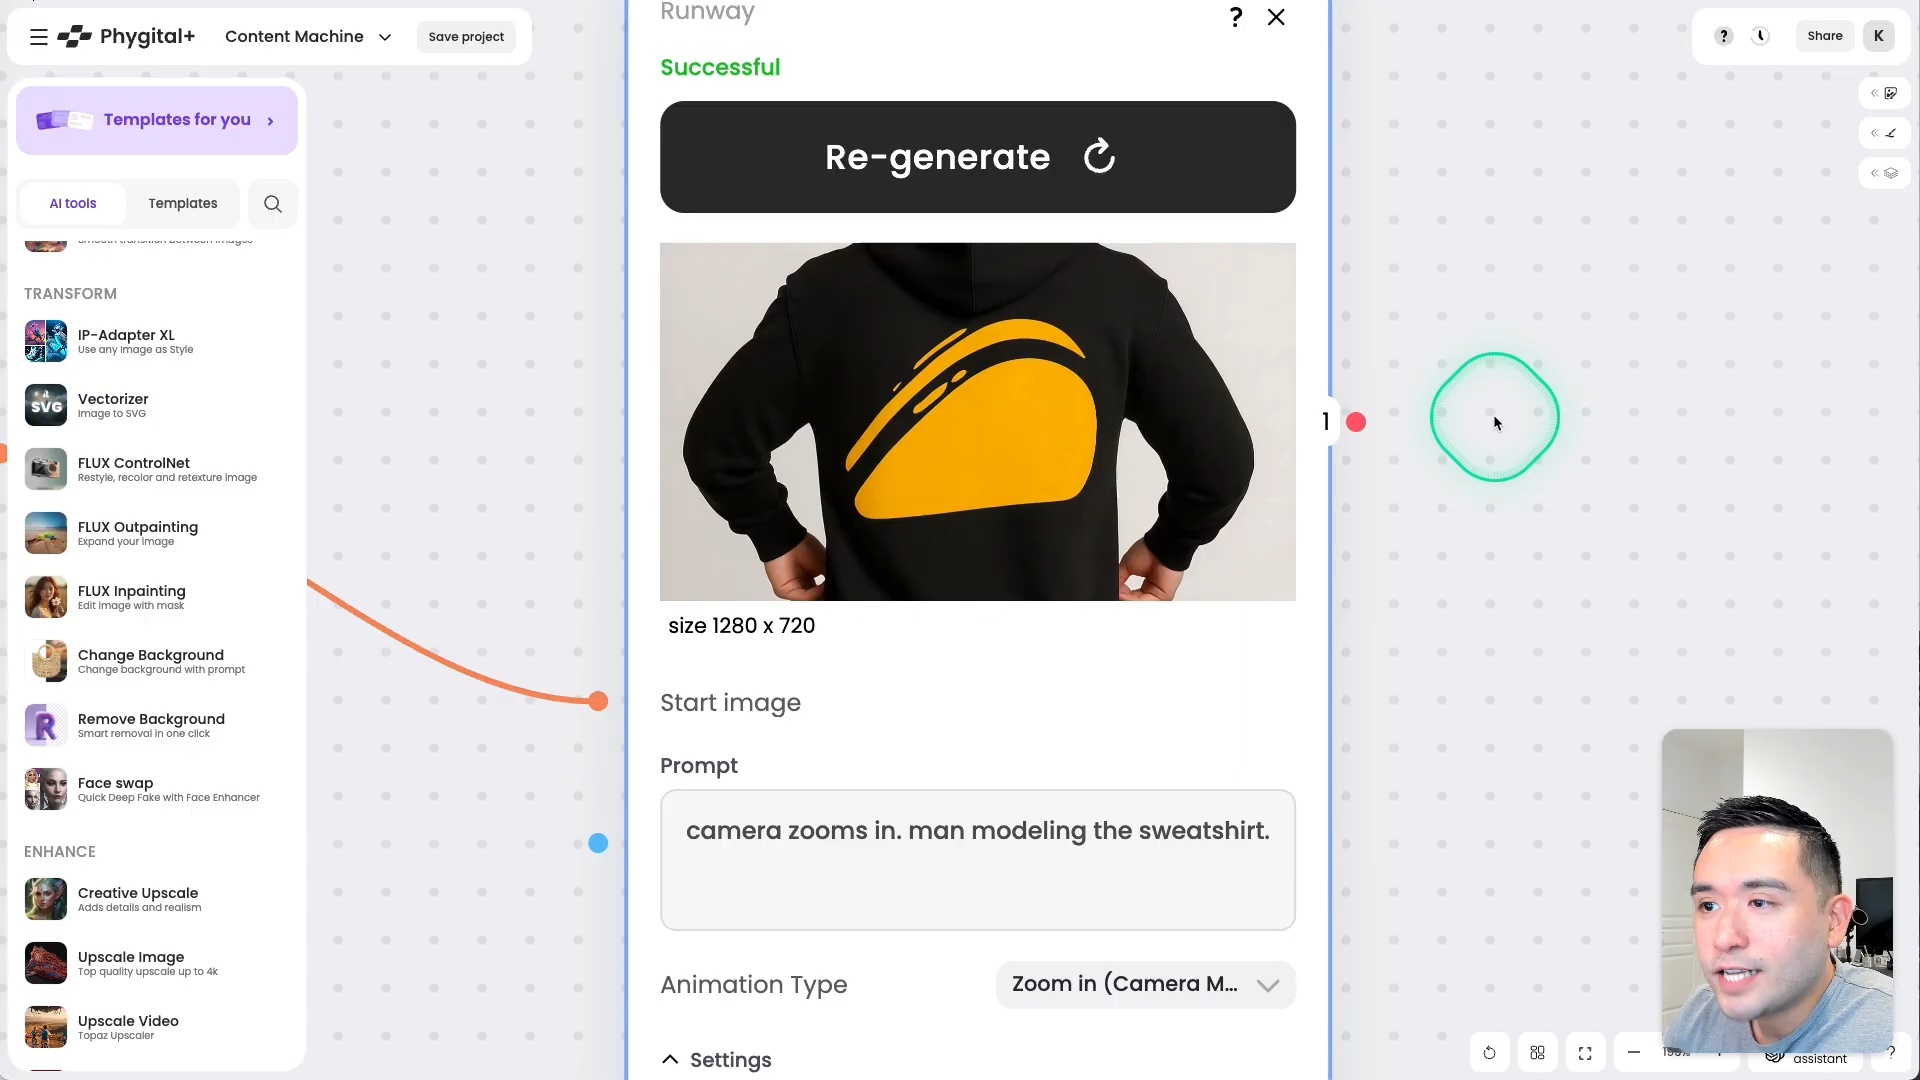 Phygital+
Content Machine
Save project
Templates for you
AI tools
Templates
Smooth transition between images
TRANSFORM
IP-Adapter XL
Use any image as Style
SVG
Vectorizer
Image to SVG
FLUX ControlNet
Restyle, recolor and retexture image
FLUX Outpainting
Expand your image
FLUX Inpainting
Edit image with mask
Change Background
Change background with prompt
R
Remove Background
Smart removal in one click
Face swap
Quick Deep Fake with Face Enhancer
ENHANCE
Creative Upscale
Adds details and realism
Upscale Image
Top quality upscale up to 4k
Upscale Video
Topaz Upscaler
Runway
?
Successful
Re-generate
size 1280 x 720
Start image
Prompt
camera zooms in. man modeling the sweatshirt.
Animation Type
Zoom in (Camera M...
Settings
1
?
Share
K
assistant
?